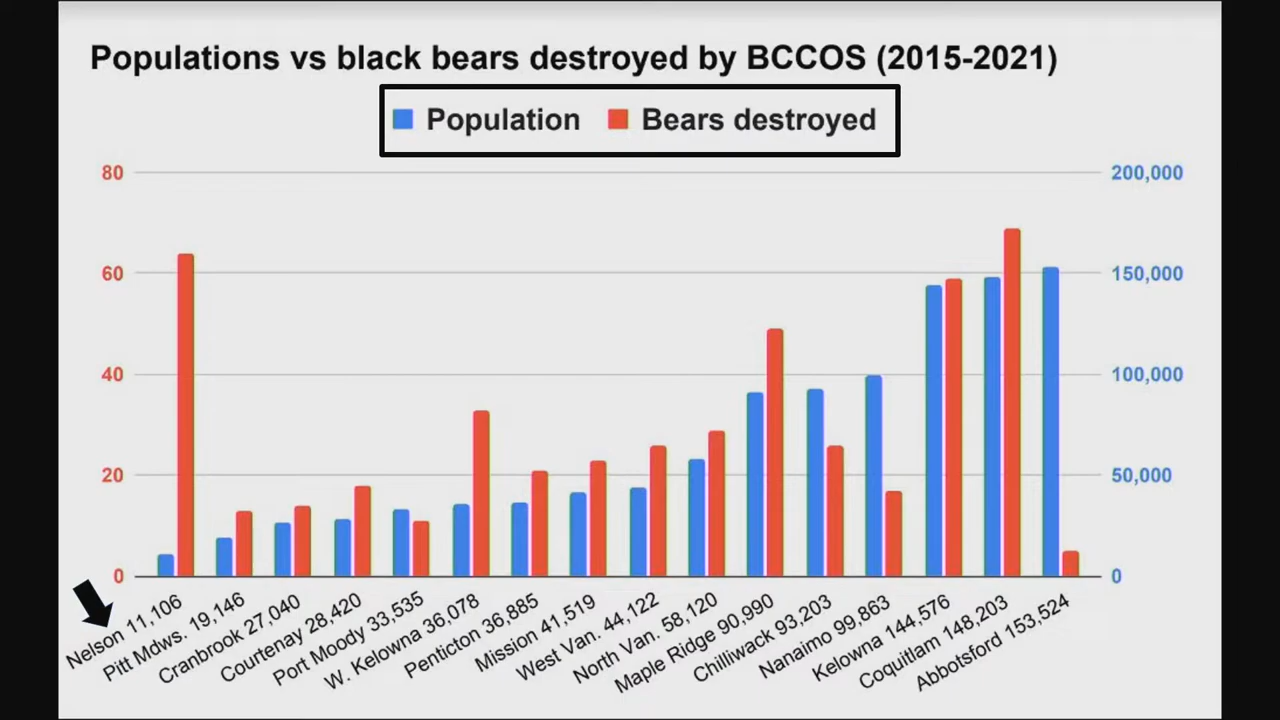 Populations vs black bears destroyed by BCCOS (2015-2021)
Population Bears destroyed
80 200,000
60 150,000
40 100,000
20 50,000
0 0
Nelson 11,106
Pitt Mdws. 19,146
Cranbrook 27,040
Courtenay 28,420
Port Moody 33,535
W. Kelowna 36,078
Penticton 36,885
Mission 41,519
West Van. 44,122
North Van. 58,120
Maple Ridge 90,990
Chilliwack 93,203
Nanaimo 99,863
Kelowna 144,576
Coquitlam 148,203
Abbotsford 153,524